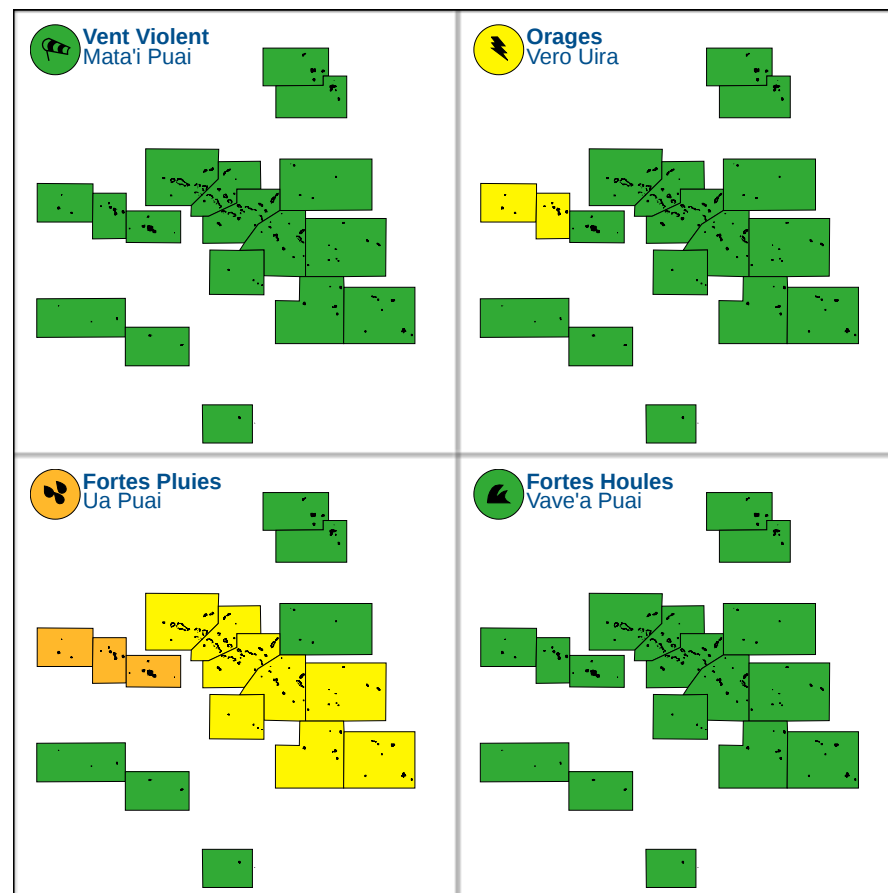 Vent Violent
Mata'i Puai
Orages
Vero Uira
Fortes Pluies
Ua Puai
Fortes Houles
Vave'a Puai